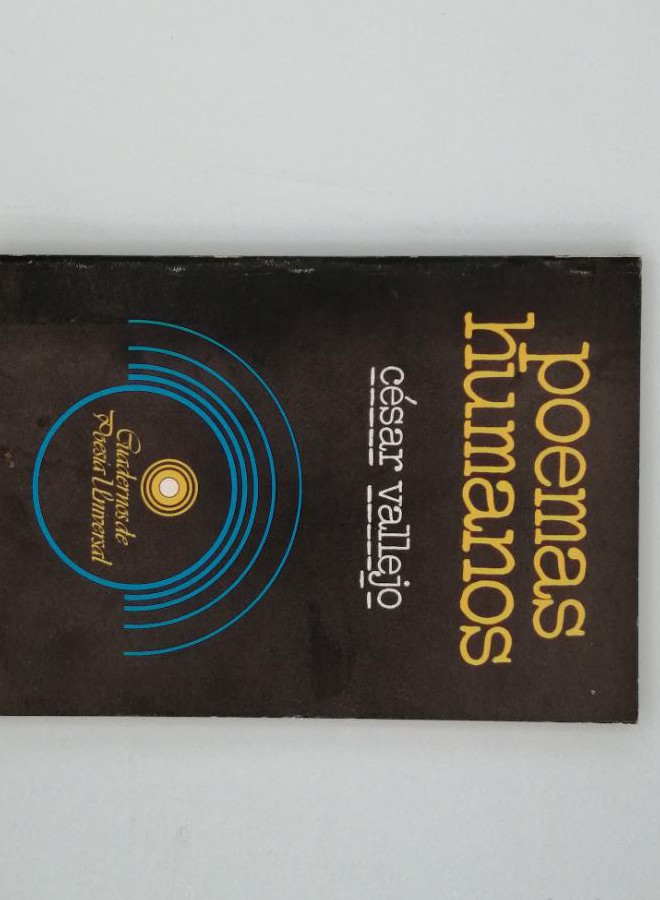 poemas
humanos
césar vallejo
Cuadernos de
Poesía Universal